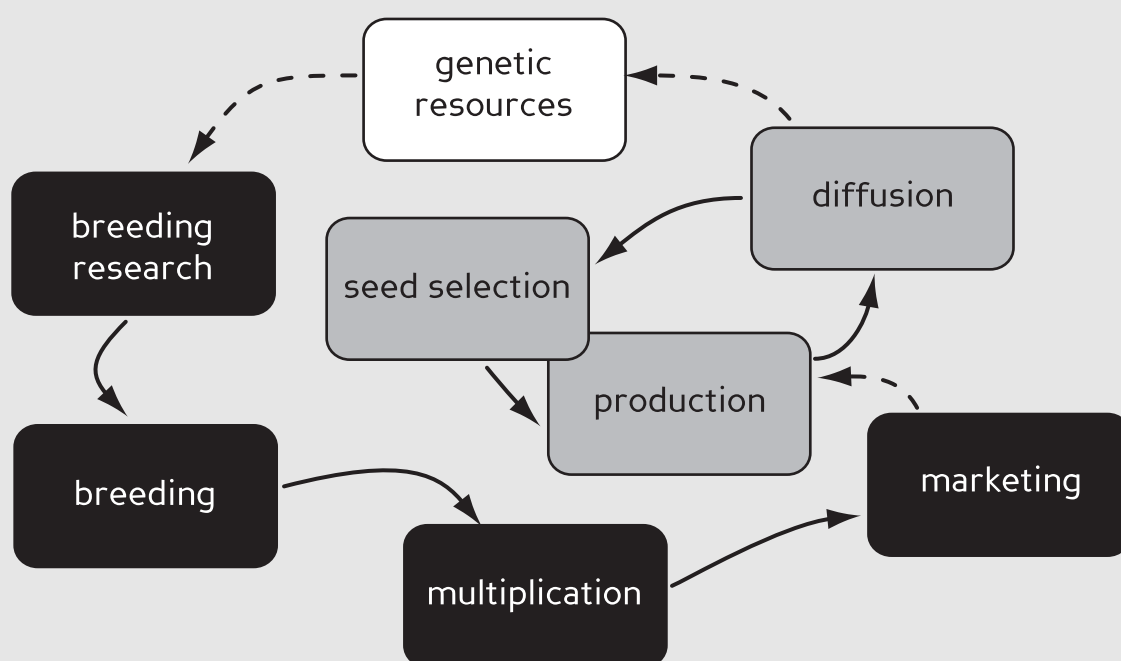 genetic
resources
diffusion
breeding
research
seed selection
production
marketing
breeding
multiplication